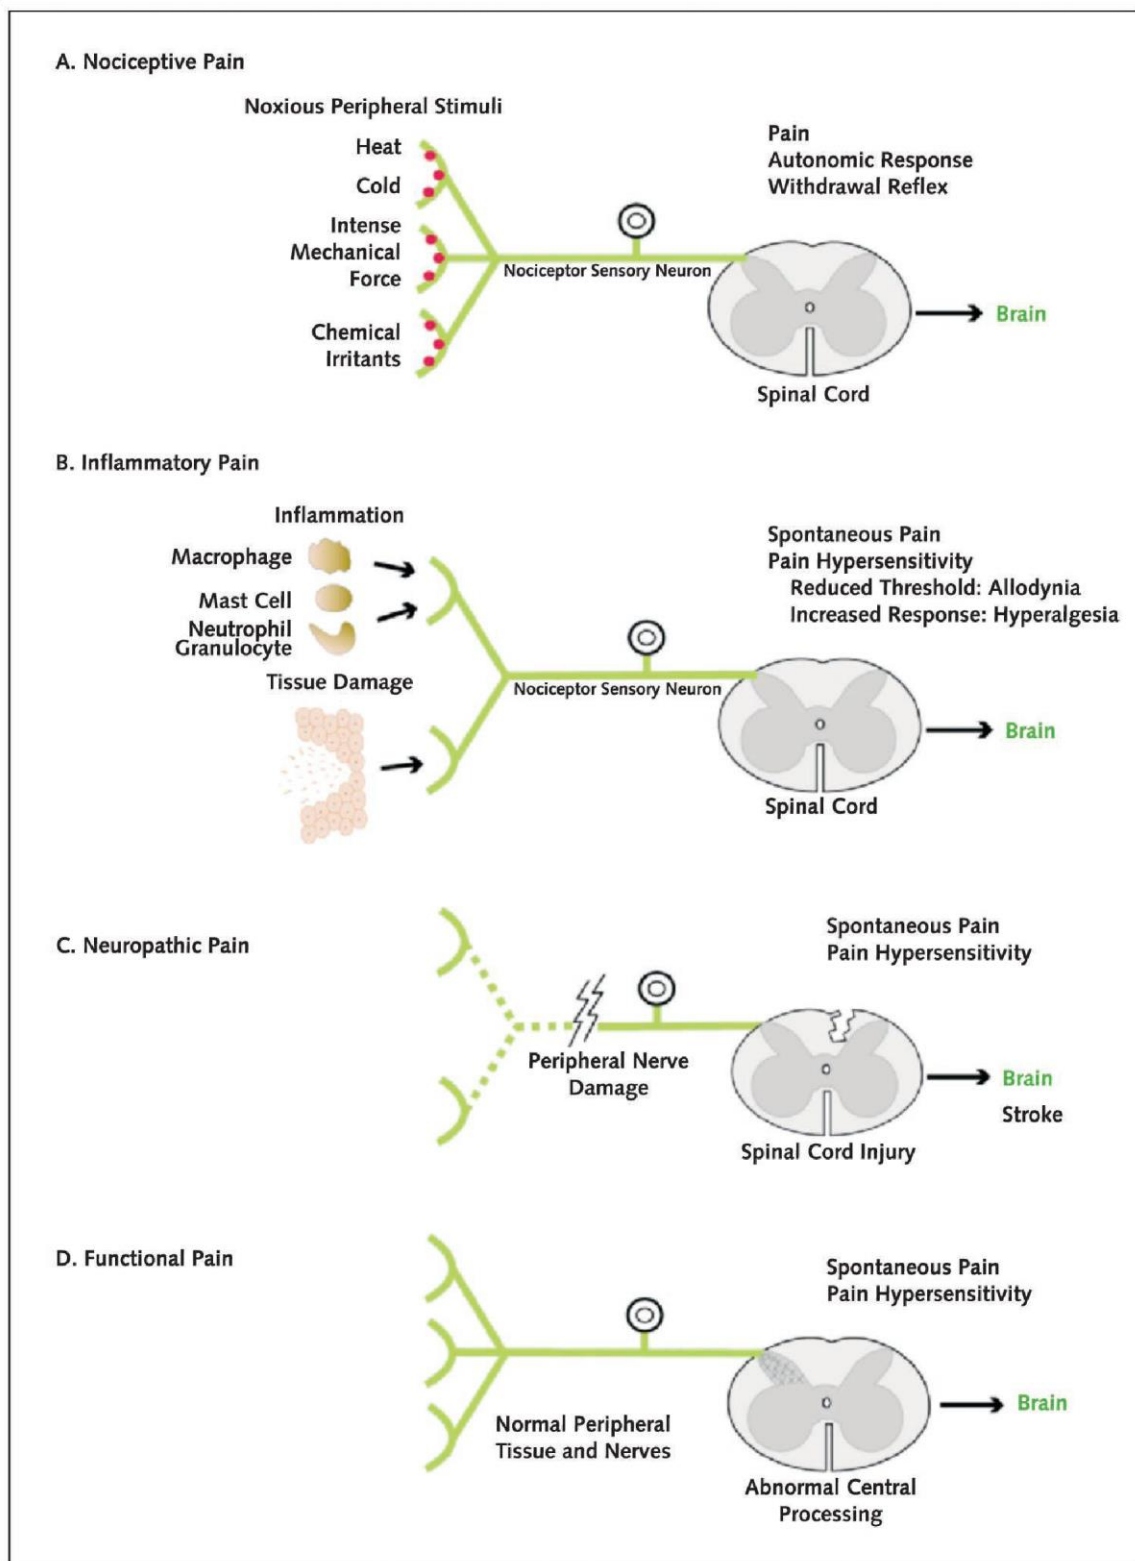 A. Nociceptive Pain
Noxious Peripheral Stimuli
Heat
Cold
Intense
Mechanical
Force
Chemical
Irritants
Nociceptor Sensory Neuron
Pain
Autonomic Response
Withdrawal Reflex
Brain
Spinal Cord
B. Inflammatory Pain
Inflammation
Macrophage
Mast Cell
Neutrophil
Granulocyte
Tissue Damage
Nociceptor Sensory Neuron
Spontaneous Pain
Pain Hypersensitivity
Reduced Threshold: Allodynia
Increased Response: Hyperalgesia
Brain
Spinal Cord
C. Neuropathic Pain
Peripheral Nerve
Damage
Spontaneous Pain
Pain Hypersensitivity
Brain
Stroke
Spinal Cord Injury
D. Functional Pain
Normal Peripheral
Tissue and Nerves
Spontaneous Pain
Pain Hypersensitivity
Brain
Abnormal Central
Processing